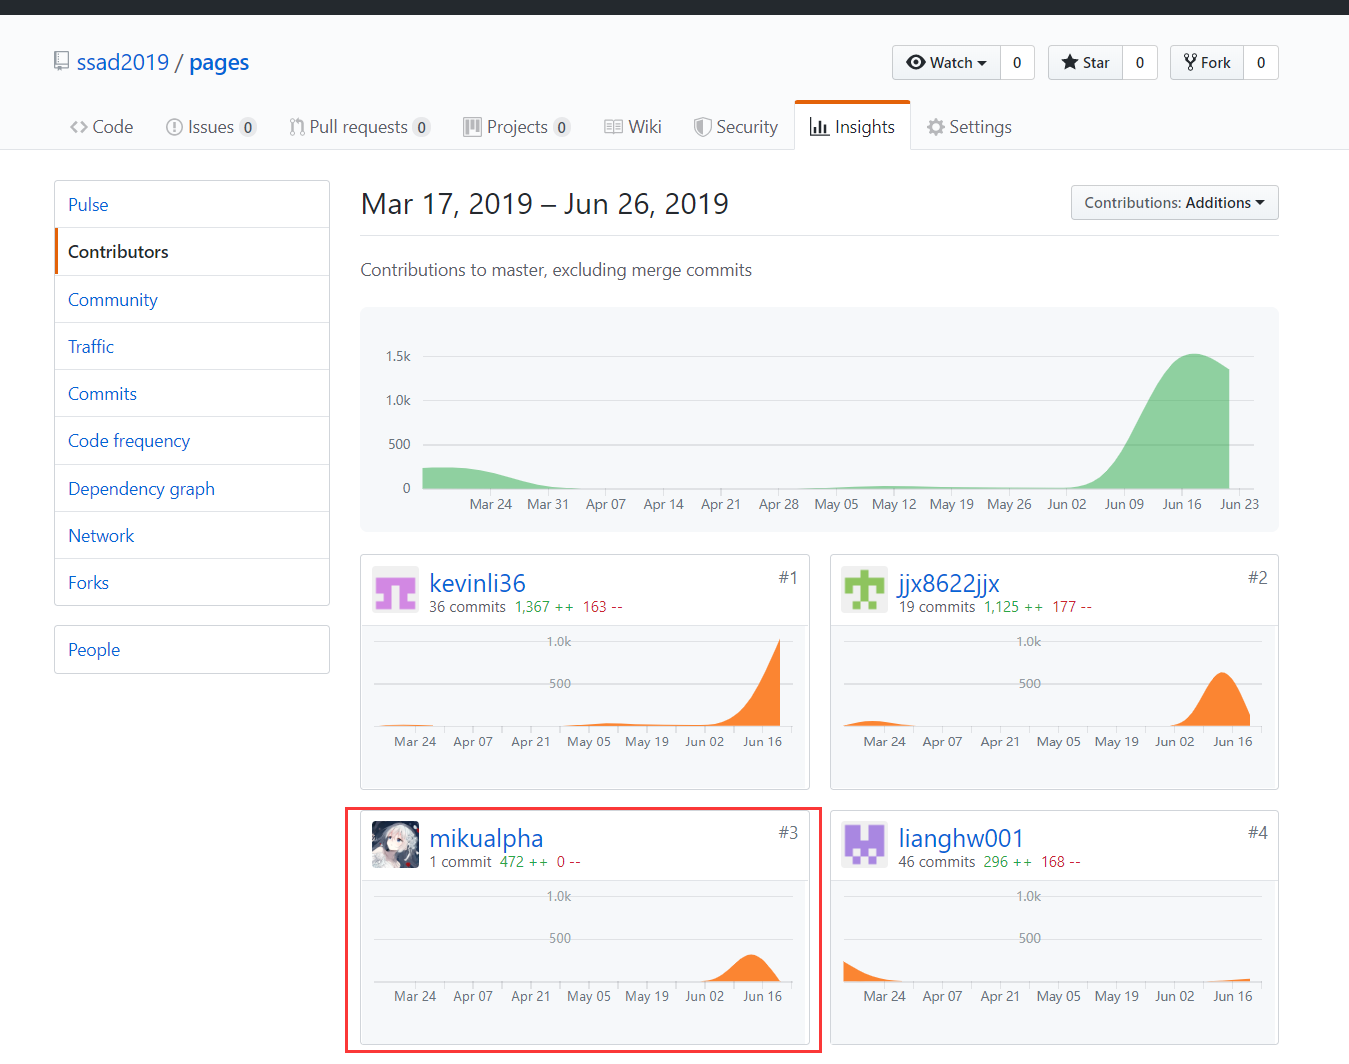 ssad2019 / pages
Watch 0 Star 0 Fork 0
Code Issues 0 Pull requests 0 Projects 0 Wiki Security Insights Settings
Pulse
Contributors
Community
Traffic
Commits
Code frequency
Dependency graph
Network
Forks
People
Mar 17, 2019 – Jun 26, 2019
Contributions: Additions
Contributions to master, excluding merge commits
1.5k
1.0k
500
0
Mar 24 Mar 31 Apr 07 Apr 14 Apr 21 Apr 28 May 05 May 12 May 19 May 26 Jun 02 Jun 09 Jun 16 Jun 23
kevinli36 #1
36 commits 1,367 ++ 163 --
1.0k
500
Mar 24 Apr 07 Apr 21 May 05 May 19 Jun 02 Jun 16
jjx8622jjx #2
19 commits 1,125 ++ 177 --
1.0k
500
Mar 24 Apr 07 Apr 21 May 05 May 19 Jun 02 Jun 16
mikualpha #3
1 commit 472 ++ 0 --
1.0k
500
Mar 24 Apr 07 Apr 21 May 05 May 19 Jun 02 Jun 16
lianghw001 #4
46 commits 296 ++ 168 --
1.0k
500
Mar 24 Apr 07 Apr 21 May 05 May 19 Jun 02 Jun 16